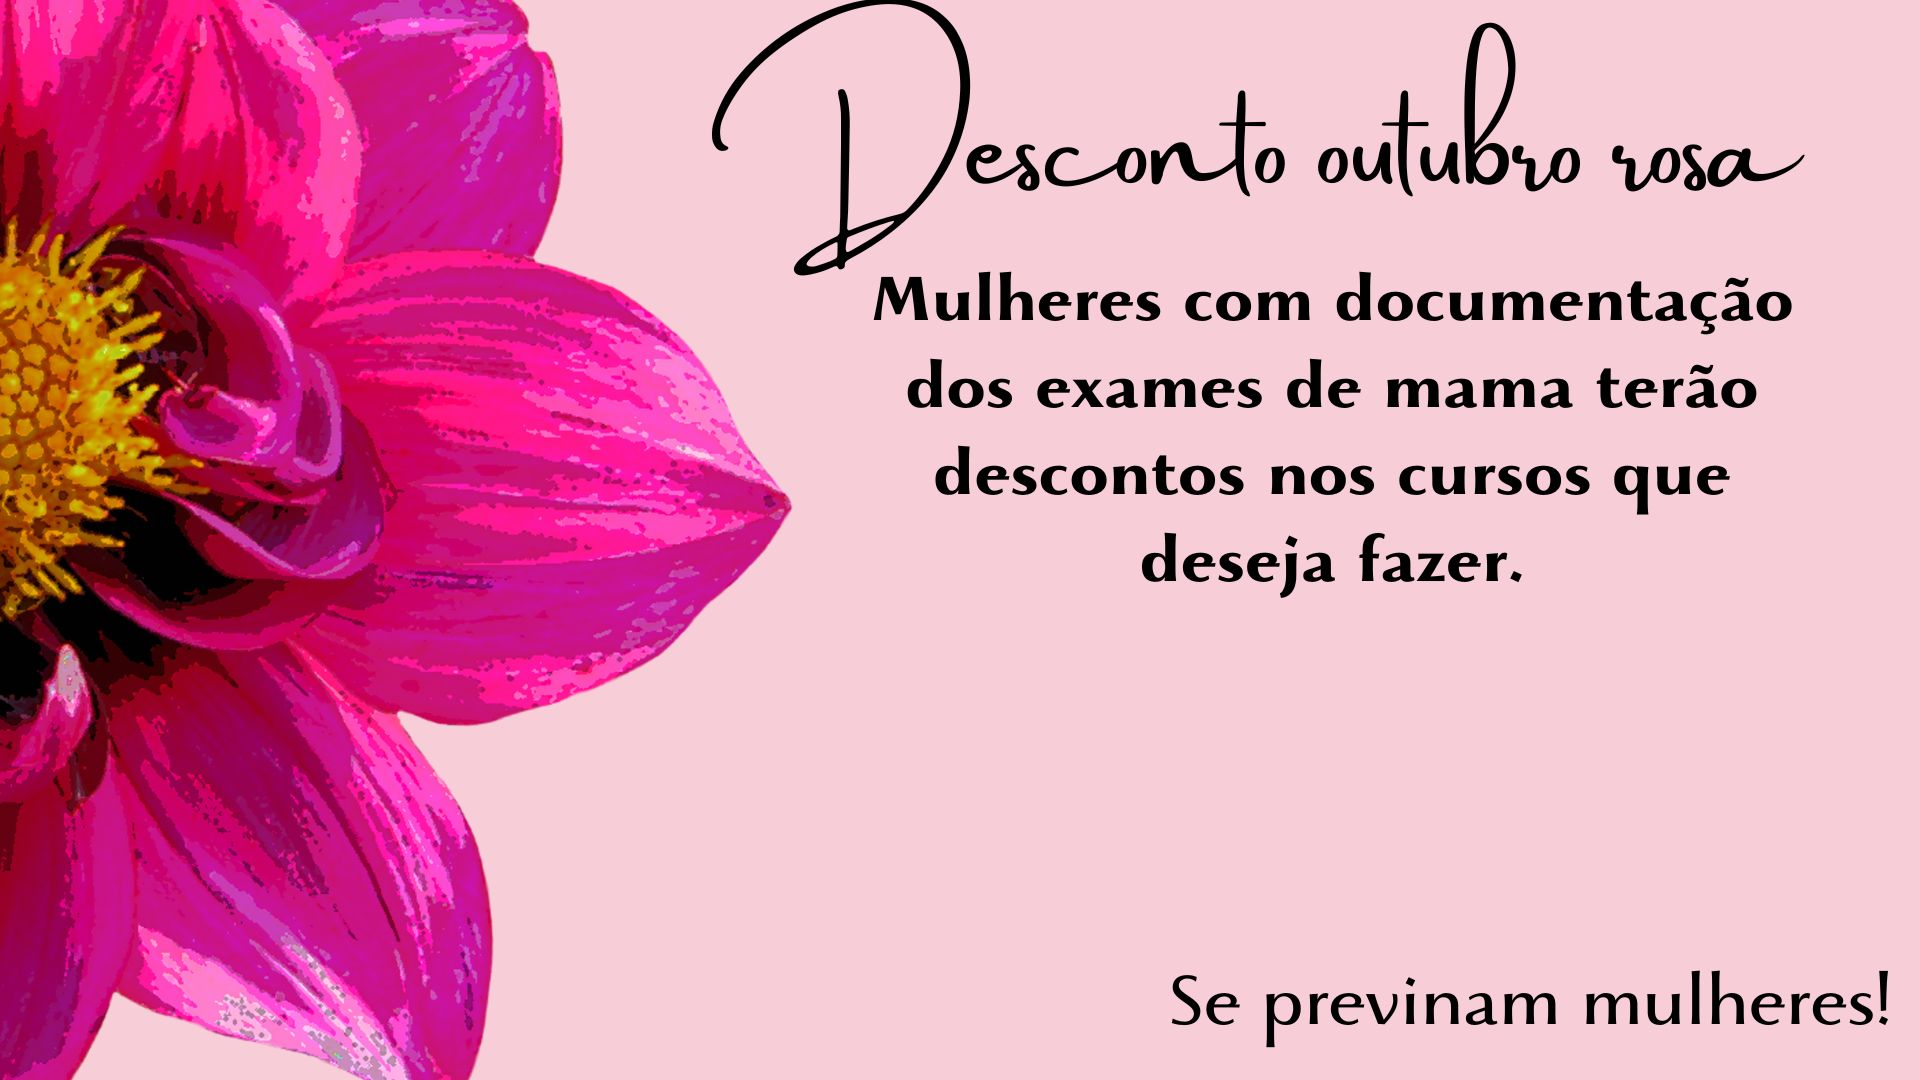 Desconto outubro rosa
Mulheres com documentação
dos exames de mama terão
descontos nos cursos que
deseja fazer.
Se previnam mulheres!